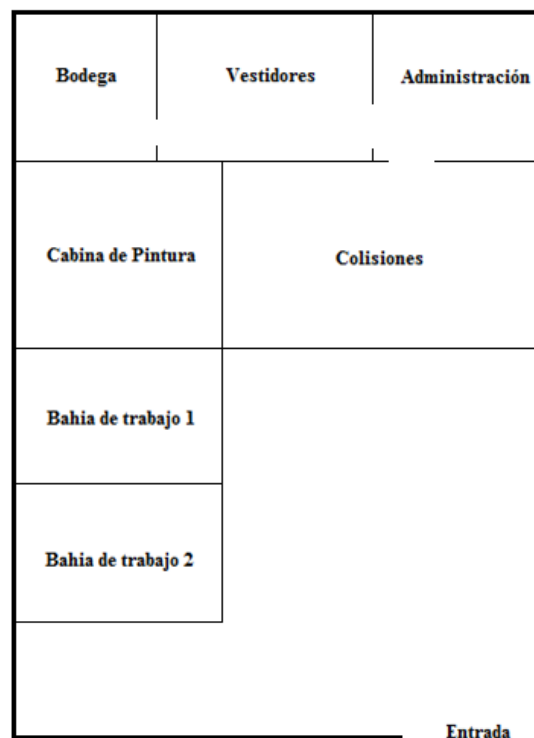 Bodega
Vestidores
Administración
Cabina de Pintura
Colisiones
Bahia de trabajo 1
Bahia de trabajo 2
Entrada